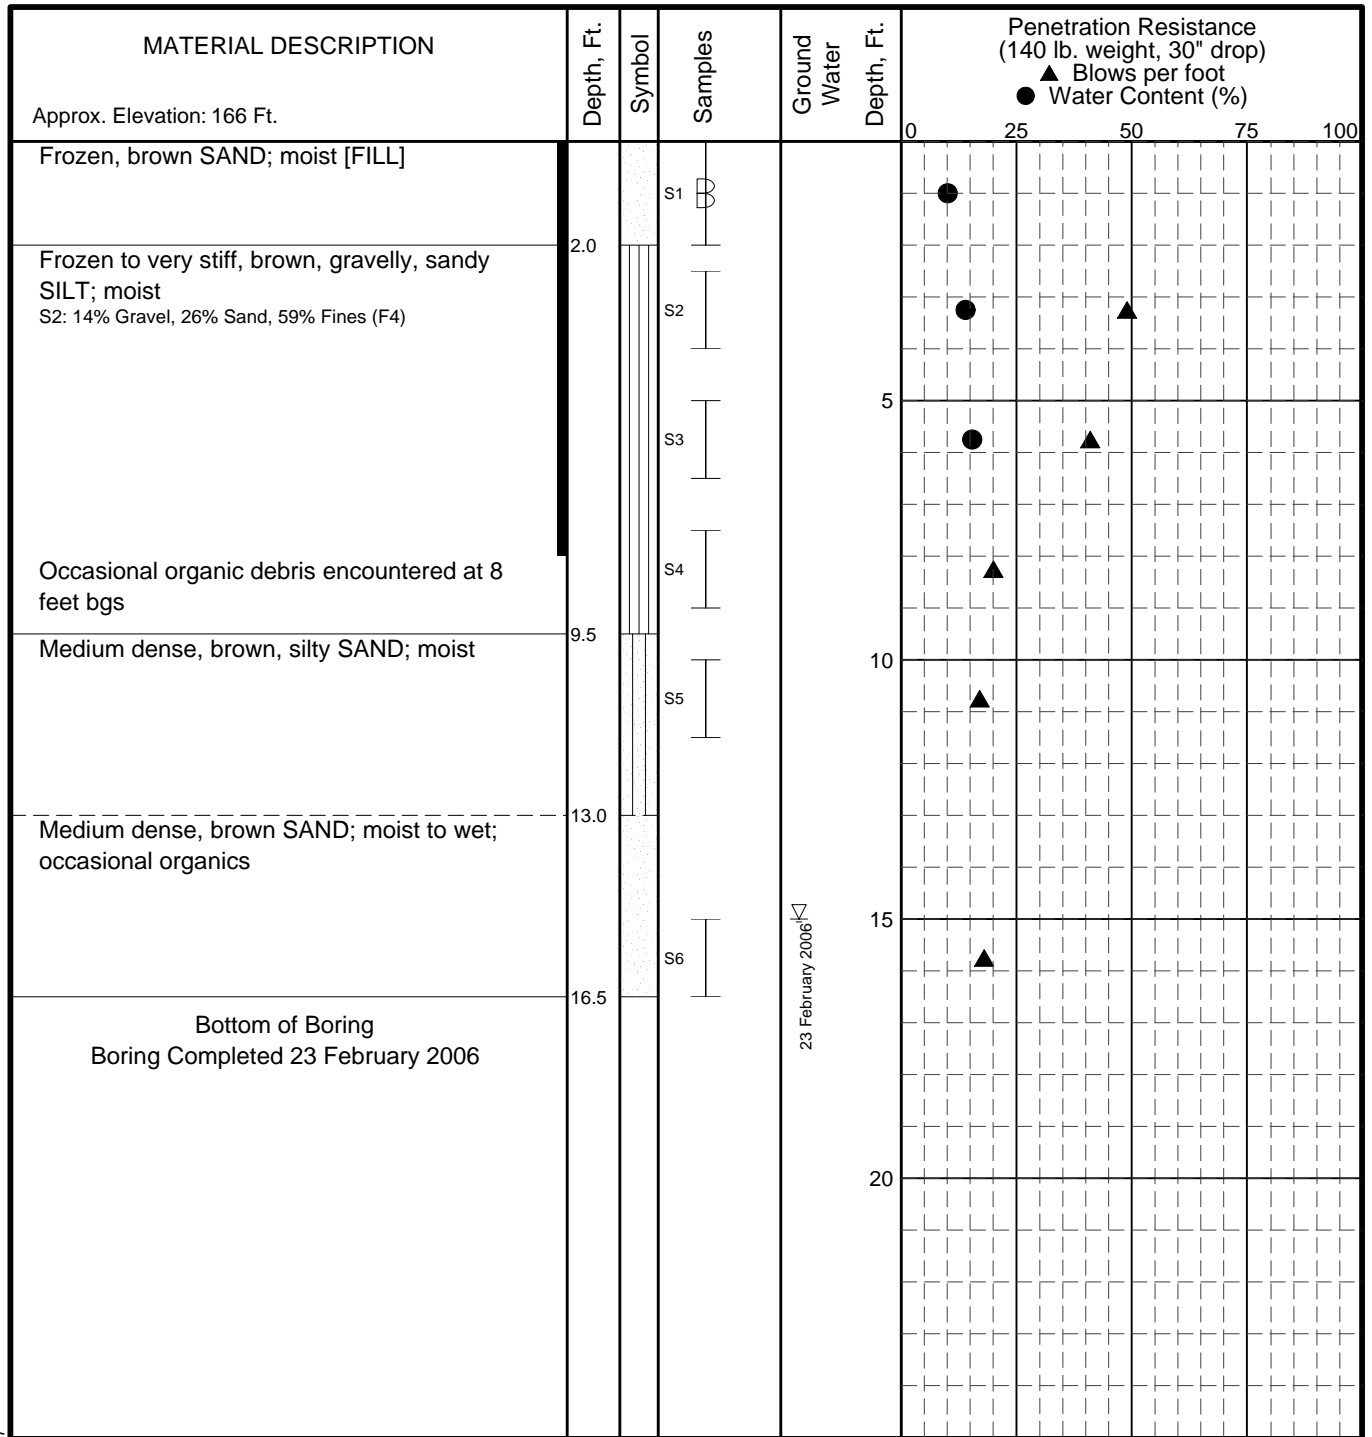 MATERIAL DESCRIPTION
Approx. Elevation: 166 Ft.
Depth, Ft.
Symbol
Samples
Ground
Water
Depth, Ft.
Penetration Resistance
(140 lb. weight, 30" drop)
▲ Blows per foot
● Water Content (%)
0 25 50 75 100
Frozen, brown SAND; moist [FILL]
S1
2.0
Frozen to very stiff, brown, gravelly, sandy
SILT; moist
S2: 14% Gravel, 26% Sand, 59% Fines (F4)
S2
5
S3
S4
Occasional organic debris encountered at 8
feet bgs
9.5
Medium dense, brown, silty SAND; moist
10
S5
13.0
Medium dense, brown SAND; moist to wet;
occasional organics
15
23 February 2006
S6
16.5
Bottom of Boring
Boring Completed 23 February 2006
20